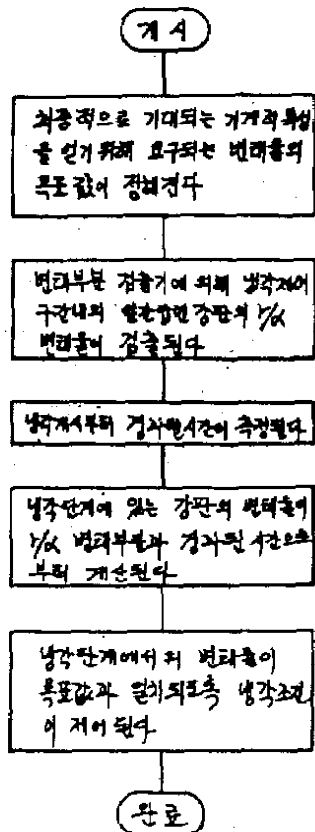 개시
최종적으로 기대되는 기계적특성
을 얻기 위해 요구되는 변태율의
목표값이 정해진다
변태부분 검출기에 의해 냉각제어
구간내의 열간압연 강판의 γ/α
변태율이 검출된다
냉각개시부터 경과된시간이 측정된다
냉각단계에 있는 강판의 변태율이
γ/α 변태부분과 경과된 시간으로
부터 계산된다
냉각단계에서의 변태율이
목표값과 일치되도록 냉각조건
이 제어된다
완료